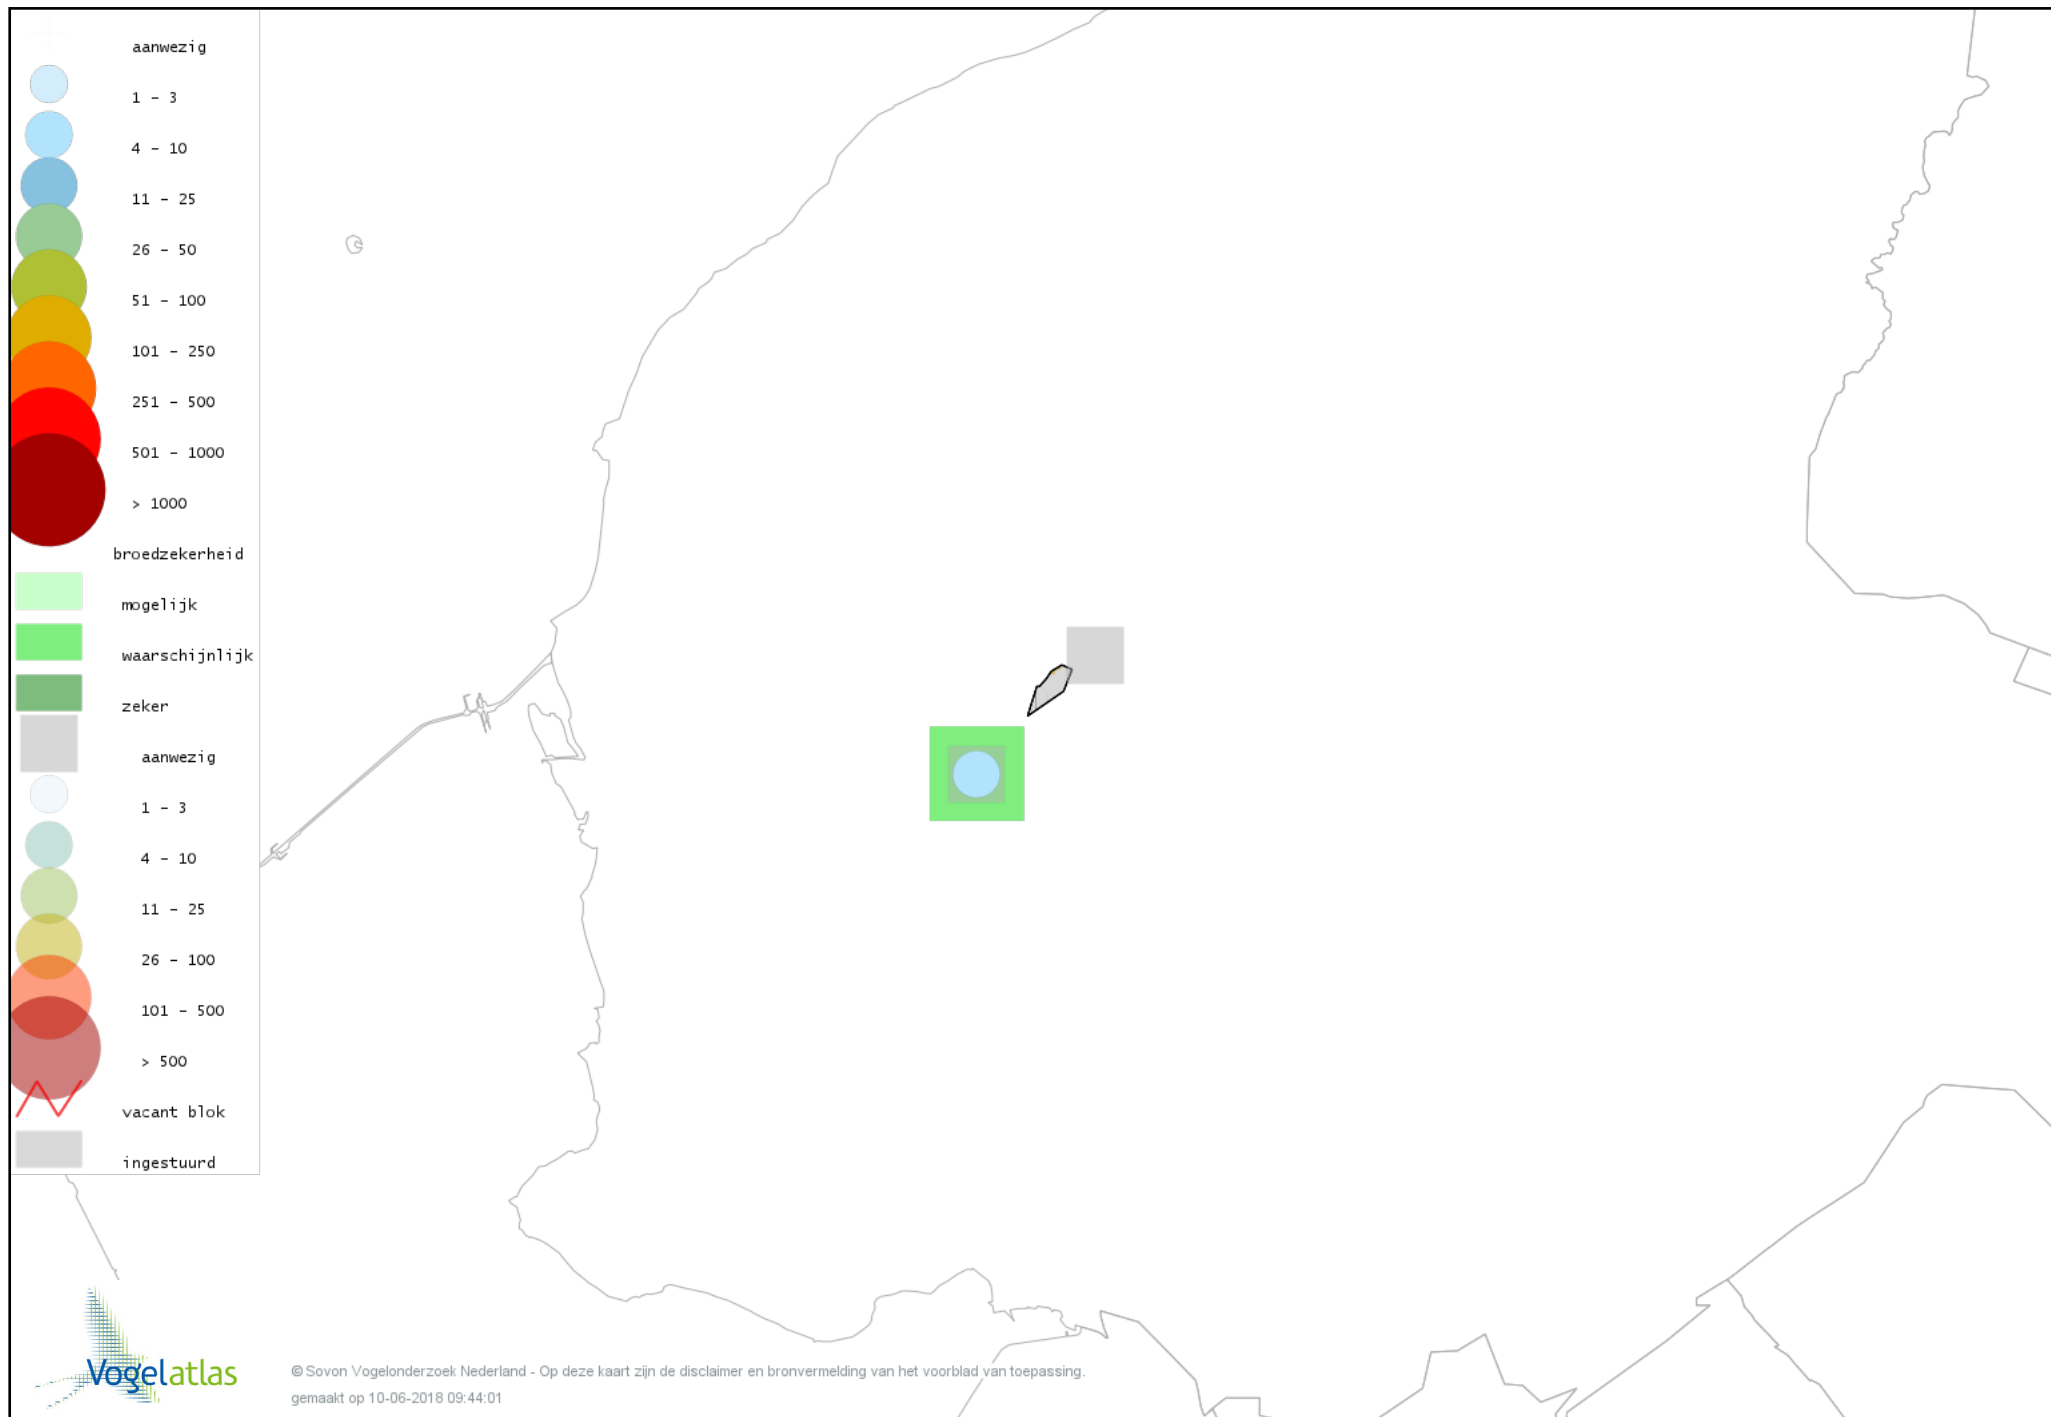 aanwezig
1 - 3
4 - 10
11 - 25
26 - 50
51 - 100
101 - 250
251 - 500
501 - 1000
> 1000
broedzekerheid
mogelijk
waarschijnlijk
zeker
aanwezig
1 - 3
4 - 10
11 - 25
26 - 100
101 - 500
> 500
vacant blok
ingestuurd
Vogelatlas
© Sovon Vogelonderzoek Nederland - Op deze kaart zijn de disclaimer en bronvermelding van het voorblad van toepassing.
gemaakt op 10-06-2018 09:44:01